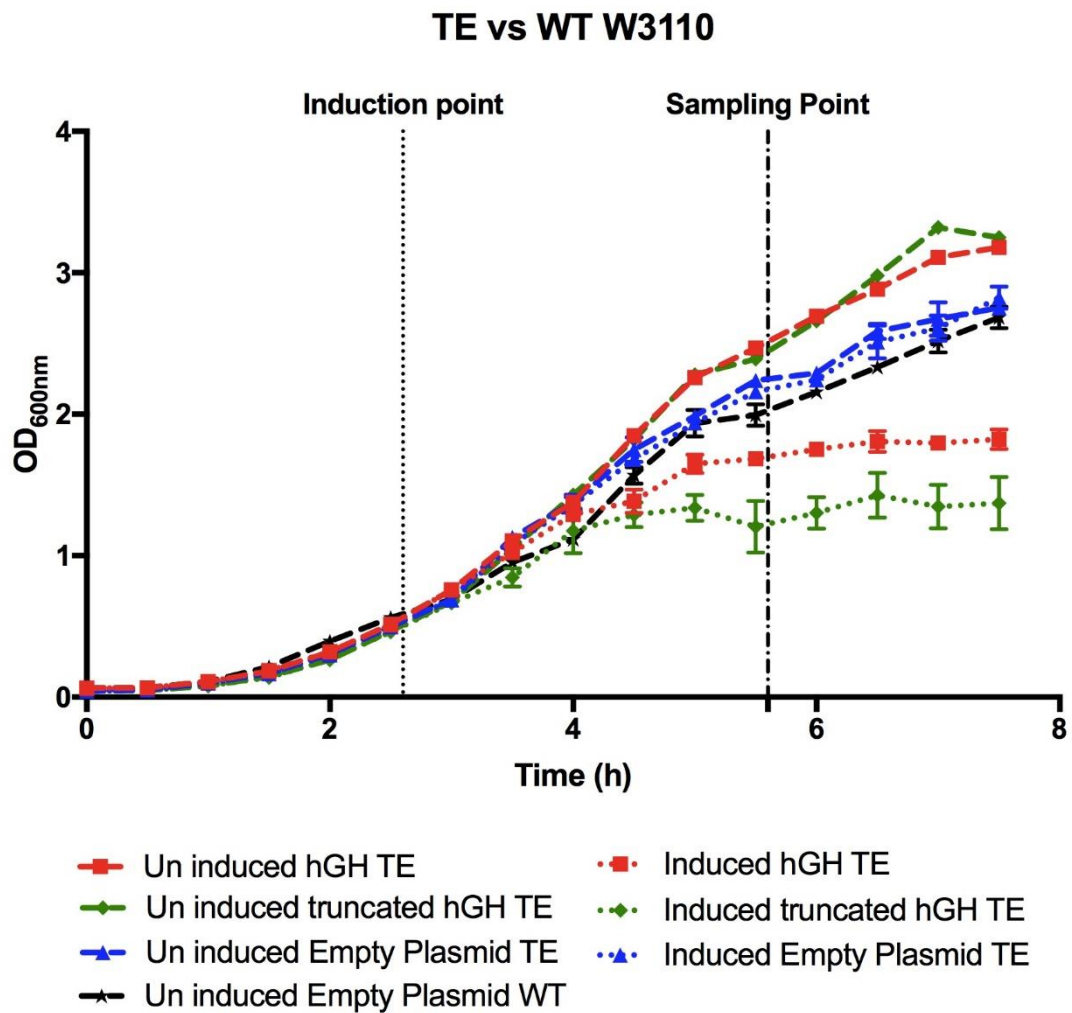 TE vs WT W3110
Induction point
Sampling Point
4
3
2
1
0
OD600nm
0 2 4 6 8
Time (h)
Un induced hGH TE
Un induced truncated hGH TE
Un induced Empty Plasmid TE
Un induced Empty Plasmid WT
Induced hGH TE
Induced truncated hGH TE
Induced Empty Plasmid TE